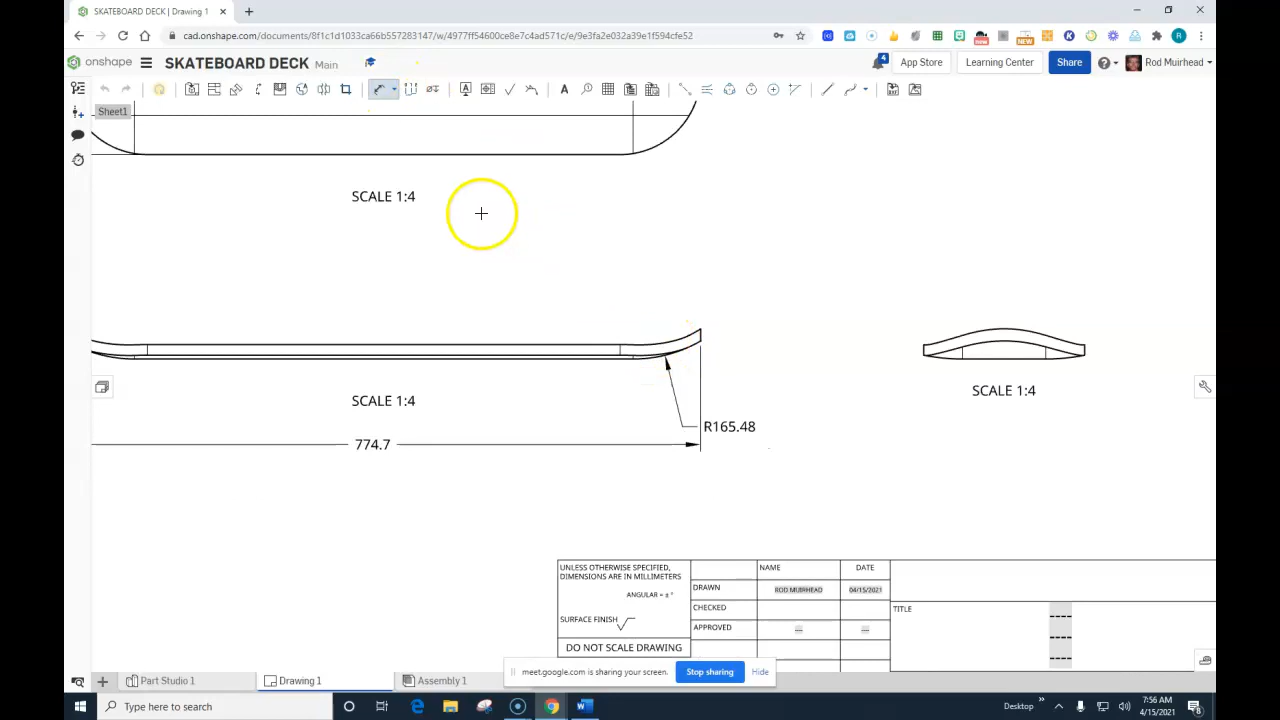 SKATEBOARD DECK | Drawing 1
cad.onshape.com/documents/8f1c1d1033ca66b557283147/w/4977ff54600ce8e7c4ad571c/e/9e3fa2e032a39e1f594cfe52
R
onshape
SKATEBOARD DECK Main
4
App Store
Learning Center
Share
Rod Muirhead
Sheet1
SCALE 1:4
SCALE 1:4
SCALE 1:4
R165.48
774.7
UNLESS OTHERWISE SPECIFIED,
DIMENSIONS ARE IN MILLIMETERS
ANGULAR = ± °
SURFACE FINISH
DO NOT SCALE DRAWING
NAME
DATE
DRAWN
ROD MUIRHEAD
04/15/2021
CHECKED
APPROVED
TITLE
meet.google.com is sharing your screen.
Stop sharing
Hide
Part Studio 1
Drawing 1
Assembly 1
Type here to search
Desktop
7:56 AM
4/15/2021